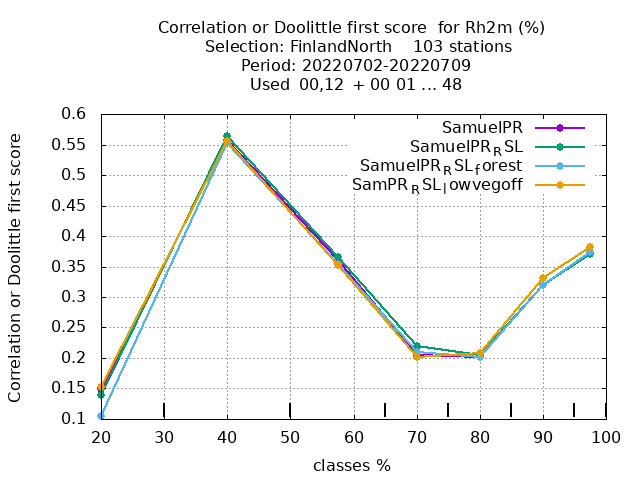 Correlation or Doolittle first score  for Rh2m (%)
Selection: FinlandNorth    103 stations
Period: 20220702-20220709
Used  00,12  + 00 01 ... 48
SamuelPR
SamuelPR_RSL
SamuelPR_RSL_forest
SamPR_RSL_lowvegoff
Correlation or Doolittle first score
0.6
0.55
0.5
0.45
0.4
0.35
0.3
0.25
0.2
0.15
0.1
20 30 40 50 60 70 80 90 100
classes %